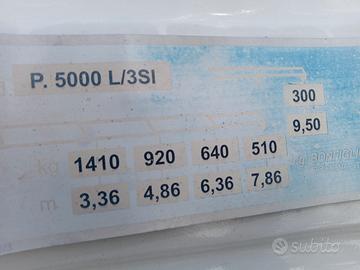 P. 5000 L/3SI
300
9,50
kg 1410 920 640 510
m 3,36 4,86 6,36 7,86
subito